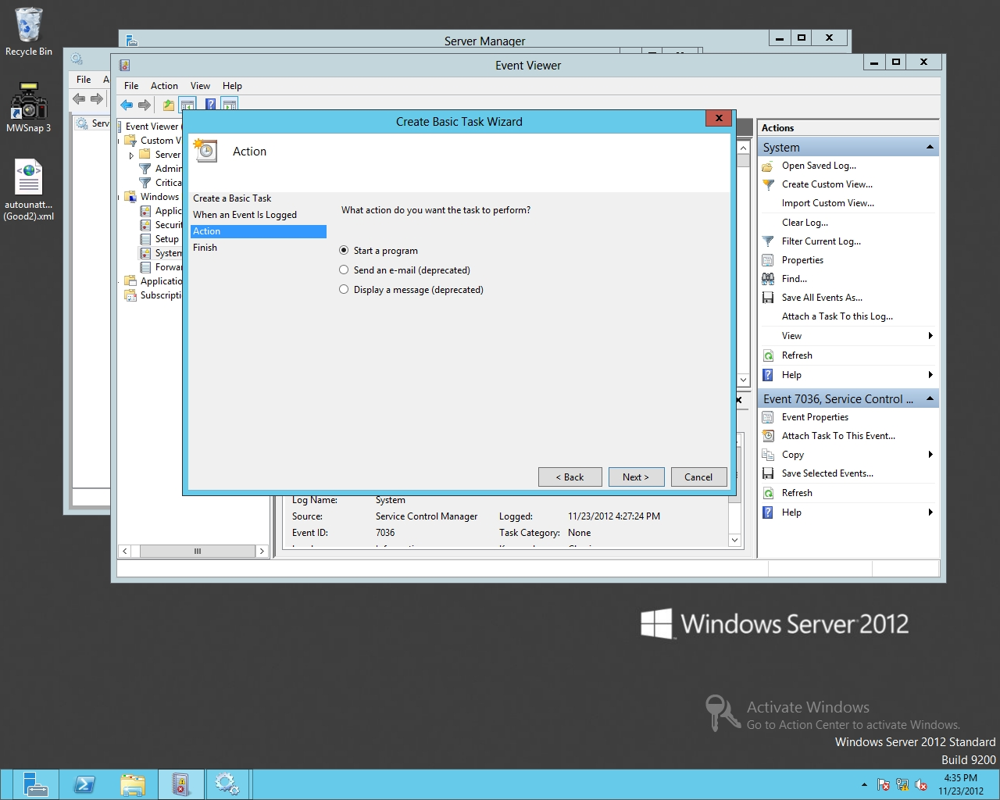 Recycle Bin
MWSnap 3
autounatt...
(Good2).xml
Server Manager
File
A
Serv
Event Viewer
File Action View Help
Event Viewer (
Custom V
Server
Admin
Critica
Windows
Applic
Securit
Setup
System
Forwa
Applicatio
Subscripti
Create Basic Task Wizard
Action
Create a Basic Task
When an Event Is Logged
Action
Finish
What action do you want the task to perform?
Start a program
Send an e-mail (deprecated)
Display a message (deprecated)
< Back
Next >
Cancel
Log Name: System
Source: Service Control Manager Logged: 11/23/2012 4:27:24 PM
Event ID: 7036 Task Category: None
Actions
System
Open Saved Log...
Create Custom View...
Import Custom View...
Clear Log...
Filter Current Log...
Properties
Find...
Save All Events As...
Attach a Task To this Log...
View
Refresh
Help
Event 7036, Service Control ...
Event Properties
Attach Task To This Event...
Copy
Save Selected Events...
Refresh
Help
Windows Server 2012
Activate Windows
Go to Action Center to activate Windows.
Windows Server 2012 Standard
Build 9200
4:35 PM
11/23/2012